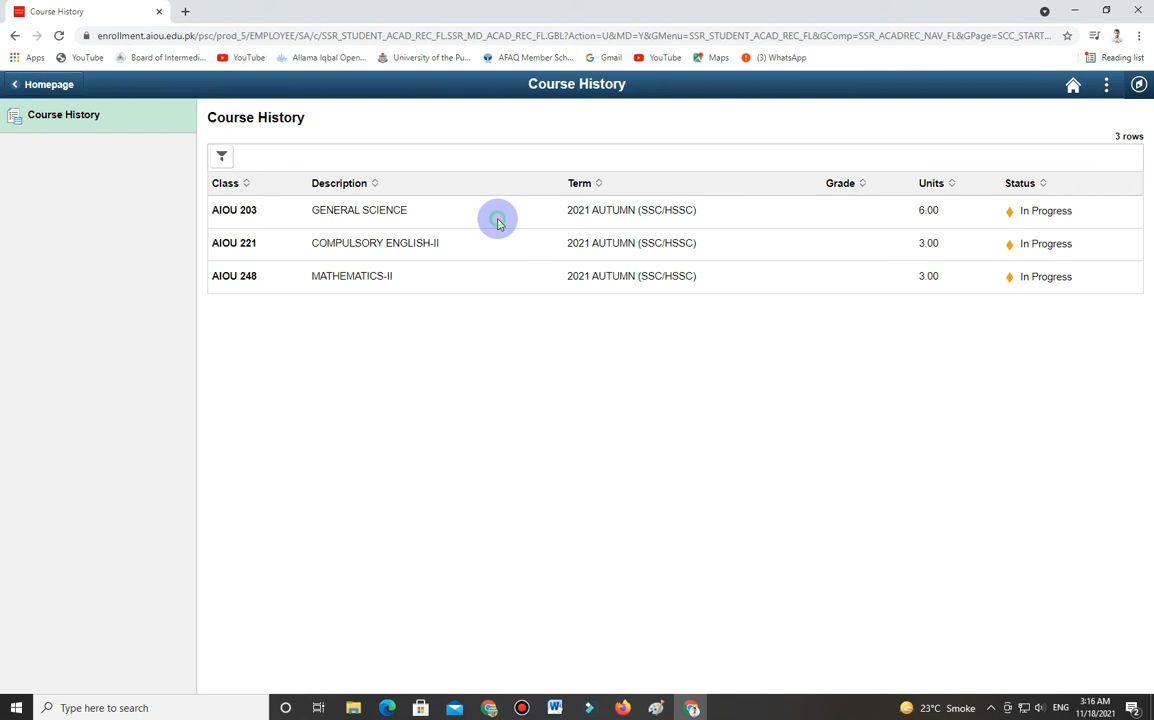 Course History
enrollment.aiou.edu.pk/psc/prod_5/EMPLOYEE/SA/c/SSR_STUDENT_ACAD_REC_FL.SSR_MD_ACAD_REC_FL.GBL?Action=U&MD=Y&GMenu=SSR_STUDENT_ACAD_REC_FL&GComp=SSR_ACADREC_NAV_FL&GPage=SCC_START...
Apps YouTube Board of Intermedi... YouTube Allama Iqbal Open... University of the Pu... AFAQ Member Sch... Gmail YouTube Maps (3) WhatsApp Reading list
Homepage Course History
Course History
Course History
3 rows
Class Description Term Grade Units Status
AIOU 203 GENERAL SCIENCE 2021 AUTUMN (SSC/HSSC) 6.00 In Progress
AIOU 221 COMPULSORY ENGLISH-II 2021 AUTUMN (SSC/HSSC) 3.00 In Progress
AIOU 248 MATHEMATICS-II 2021 AUTUMN (SSC/HSSC) 3.00 In Progress
Type here to search 23°C Smoke ENG 3:16 AM
11/18/2021 2